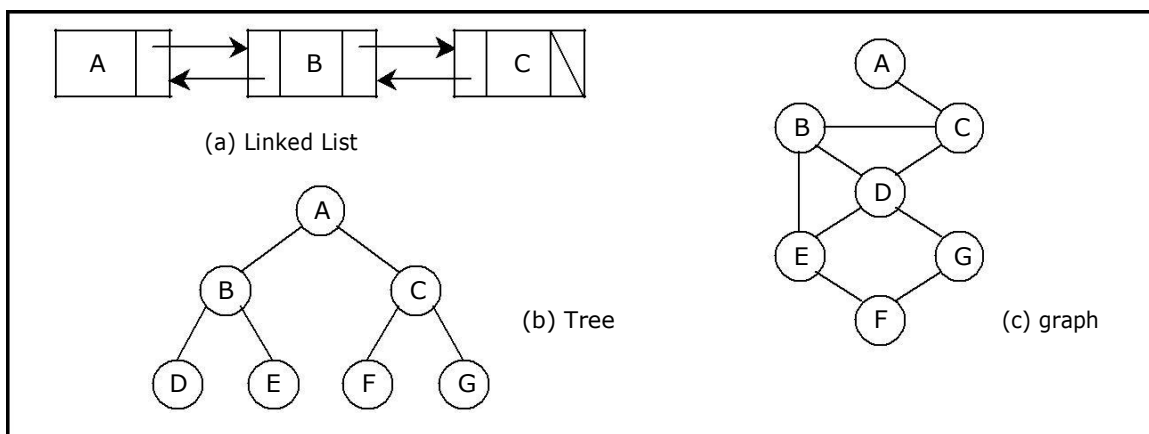 A B C
(a) Linked List
A
B C
D E F G
(b) Tree
A
B C
D
E G
F
(c) graph